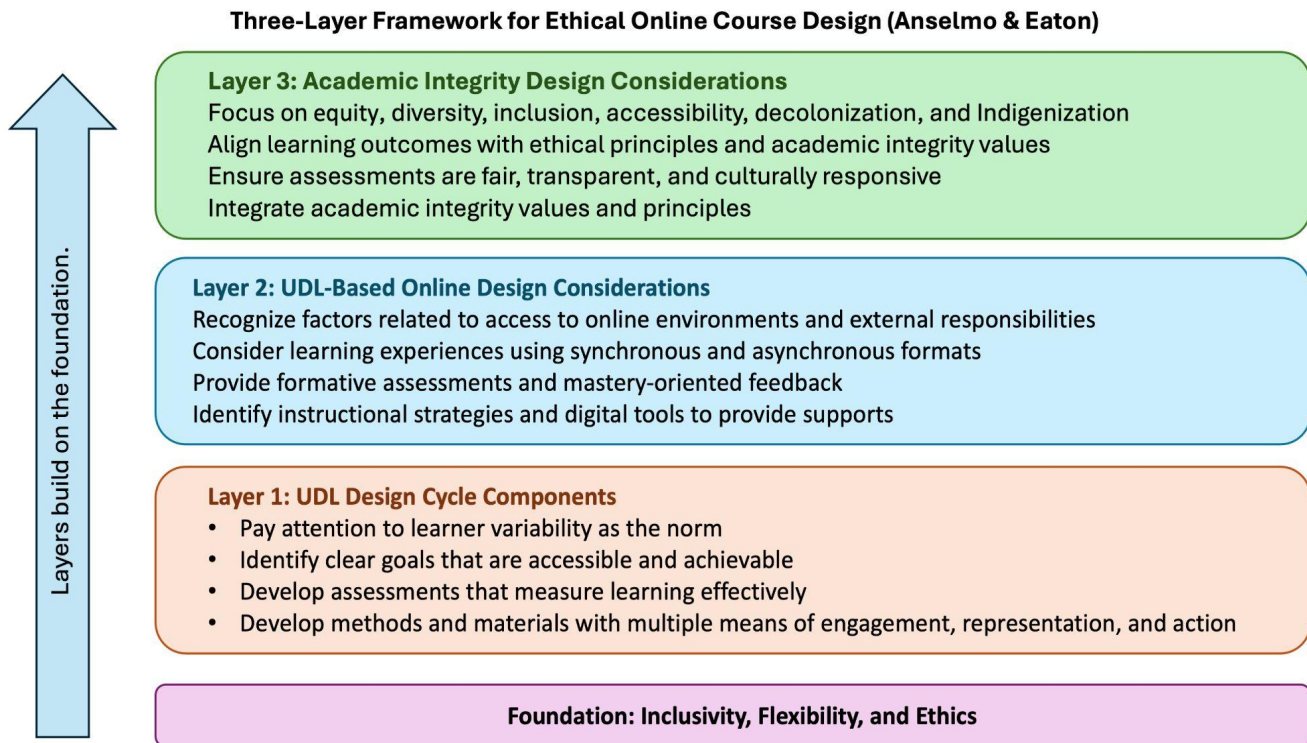 Three-Layer Framework for Ethical Online Course Design (Anselmo & Eaton)
Layer 3: Academic Integrity Design Considerations
Focus on equity, diversity, inclusion, accessibility, decolonization, and Indigenization
Align learning outcomes with ethical principles and academic integrity values
Ensure assessments are fair, transparent, and culturally responsive
Integrate academic integrity values and principles
Layers build on the foundation.
Layer 2: UDL-Based Online Design Considerations
Recognize factors related to access to online environments and external responsibilities
Consider learning experiences using synchronous and asynchronous formats
Provide formative assessments and mastery-oriented feedback
Identify instructional strategies and digital tools to provide supports
Layer 1: UDL Design Cycle Components
• Pay attention to learner variability as the norm
• Identify clear goals that are accessible and achievable
• Develop assessments that measure learning effectively
• Develop methods and materials with multiple means of engagement, representation, and action
Foundation: Inclusivity, Flexibility, and Ethics